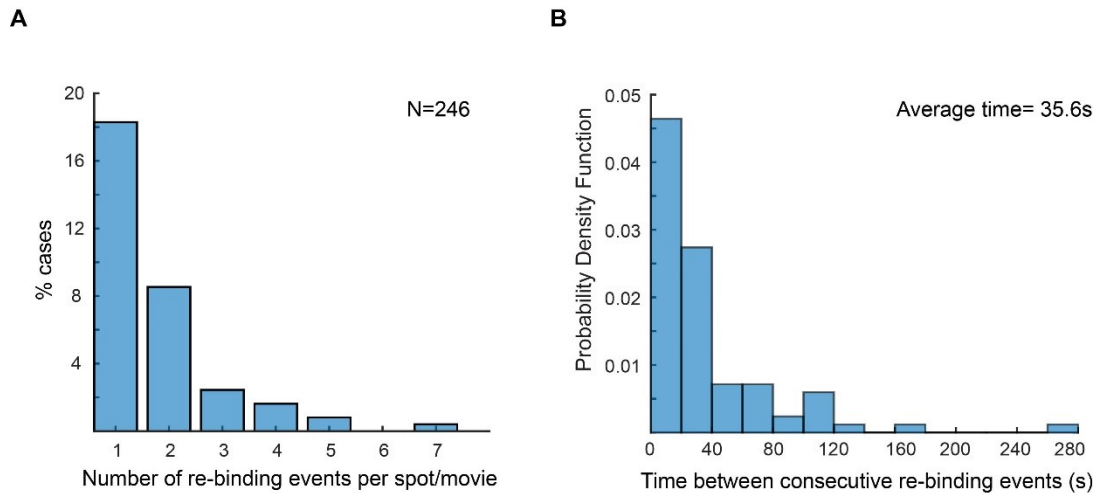 A
B
N=246
20
16
12
8
4
% cases
1 2 3 4 5 6 7
Number of re-binding events per spot/movie
Average time= 35.6s
0.05
0.04
0.03
0.02
0.01
Probability Density Function
0 40 80 120 160 200 240 280
Time between consecutive re-binding events (s)